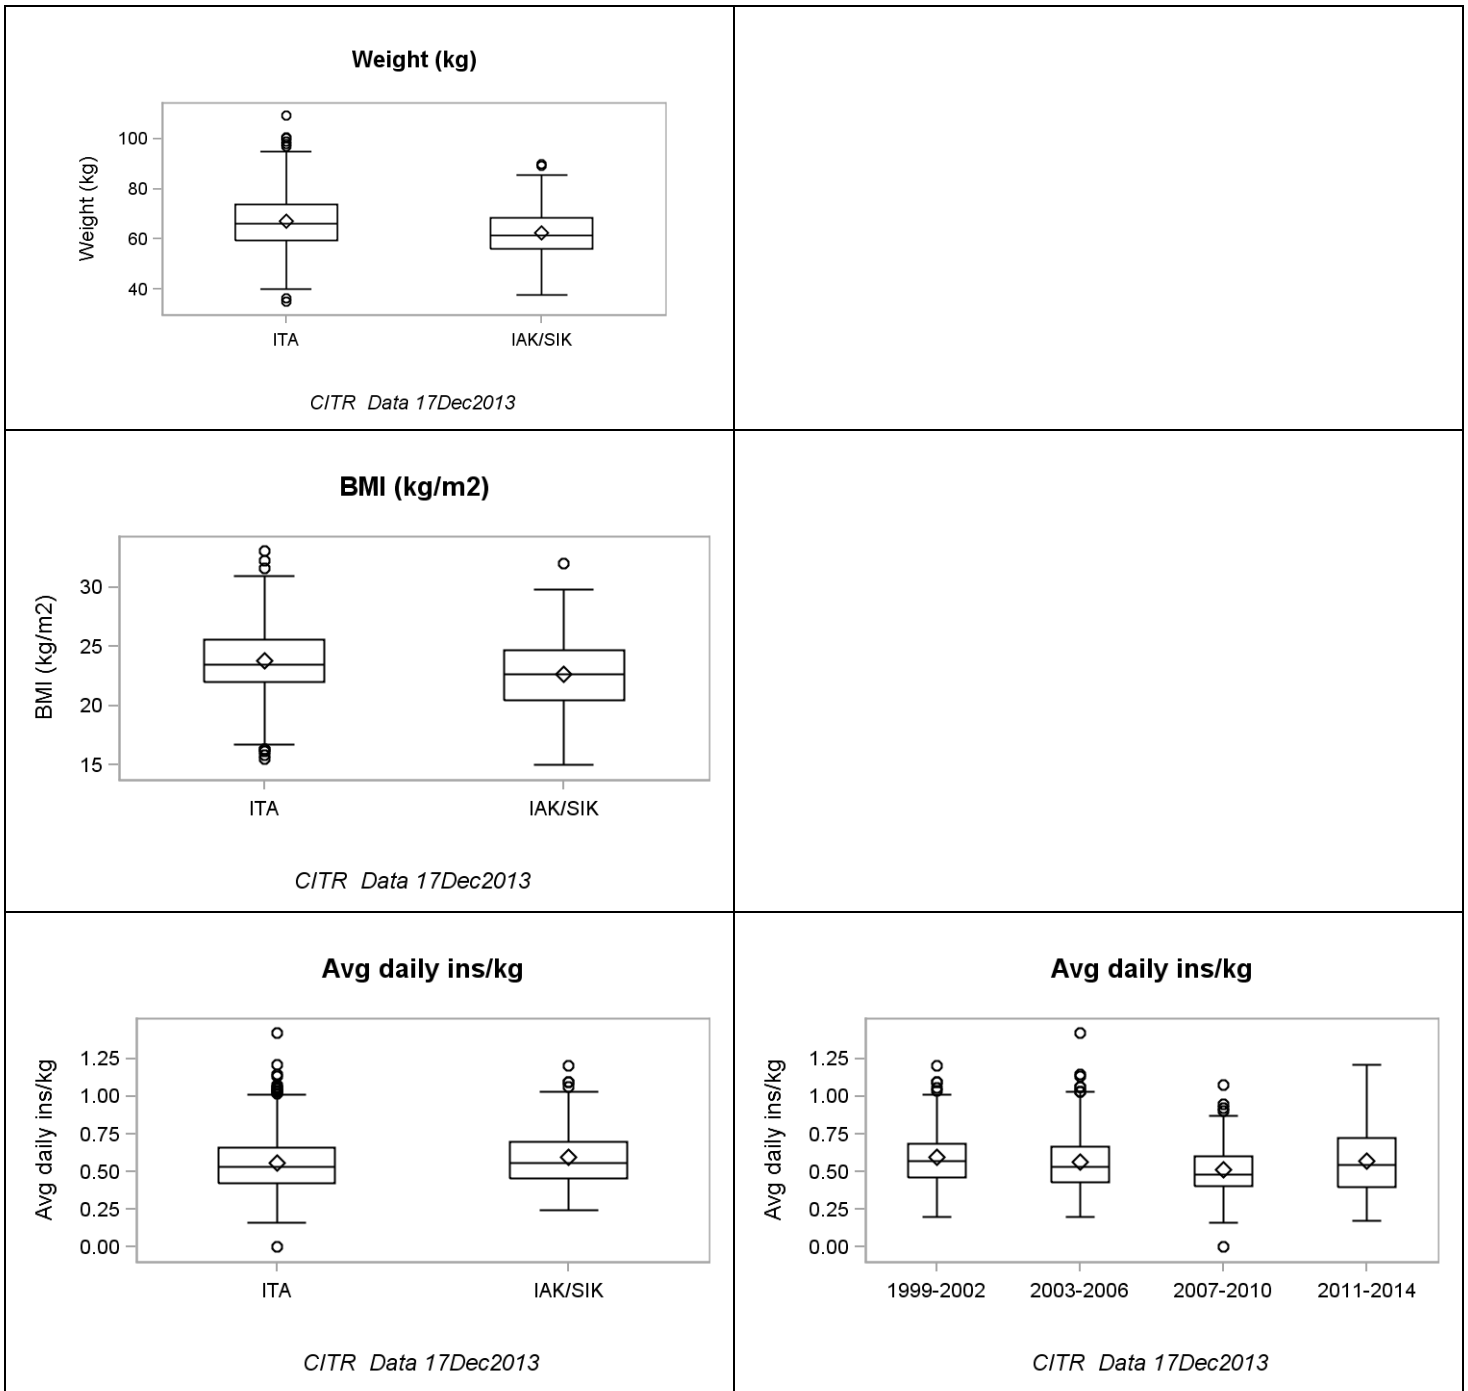 Weight (kg)
Weight (kg)
100
80
60
40
ITA IAK/SIK
CITR Data 17Dec2013
BMI (kg/m2)
BMI (kg/m2)
30
25
20
15
ITA IAK/SIK
CITR Data 17Dec2013
Avg daily ins/kg
Avg daily ins/kg
1.25
1.00
0.75
0.50
0.25
0.00
ITA IAK/SIK
CITR Data 17Dec2013
Avg daily ins/kg
Avg daily ins/kg
1.25
1.00
0.75
0.50
0.25
0.00
1999-2002 2003-2006 2007-2010 2011-2014
CITR Data 17Dec2013